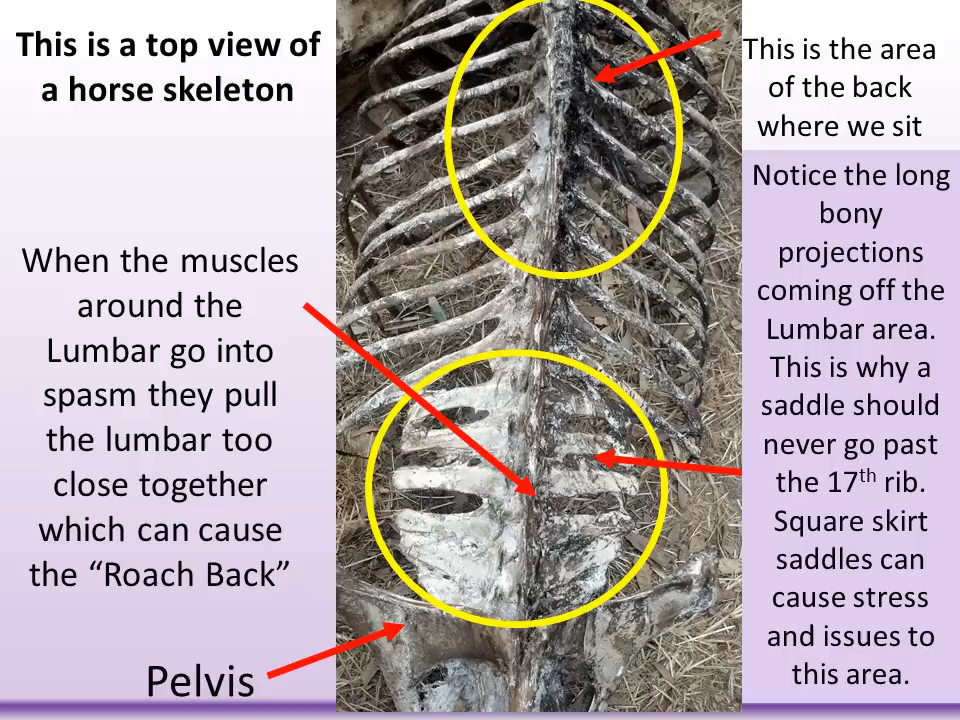 This is a top view of
a horse skeleton
When the muscles
around the
Lumbar go into
spasm they pull
the lumbar too
close together
which can cause
the “Roach Back”
Pelvis
This is the area
of the back
where we sit
Notice the long
bony
projections
coming off the
Lumbar area.
This is why a
saddle should
never go past
the 17th rib.
Square skirt
saddles can
cause stress
and issues to
this area.